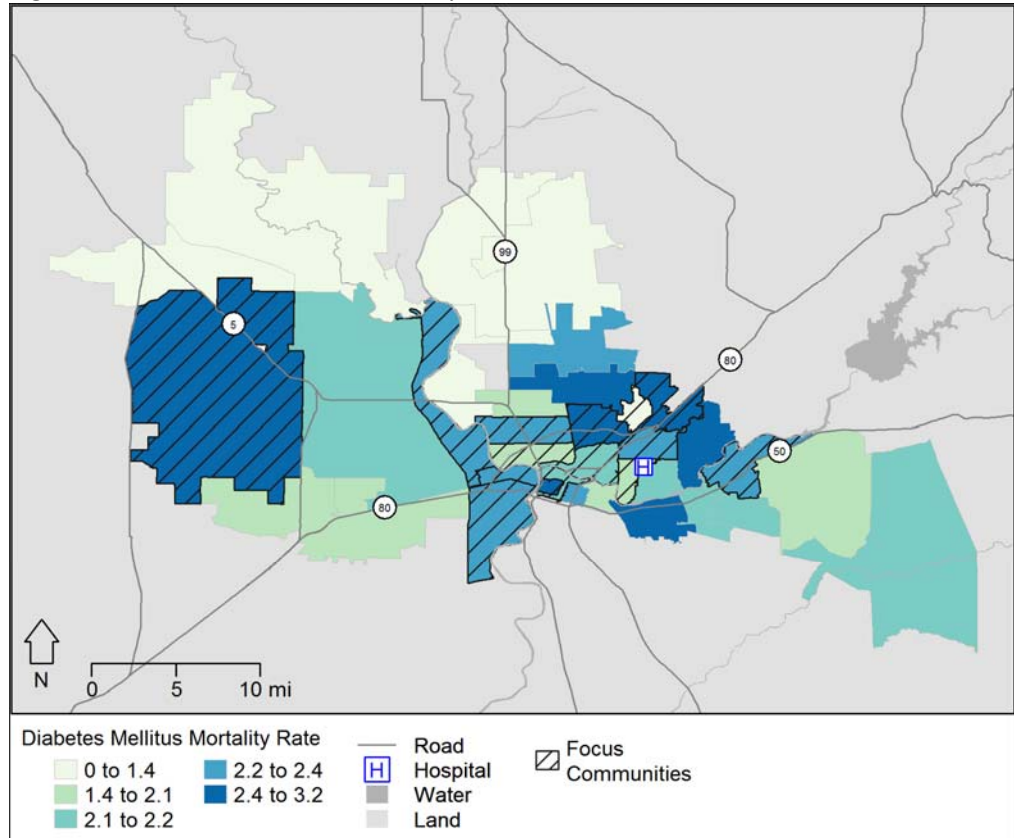 99
5
80
50
80
H
N
0 5 10 mi
Diabetes Mellitus Mortality Rate
0 to 1.4
1.4 to 2.1
2.1 to 2.2
2.2 to 2.4
2.4 to 3.2
Road
H Hospital
Water
Land
Focus
Communities